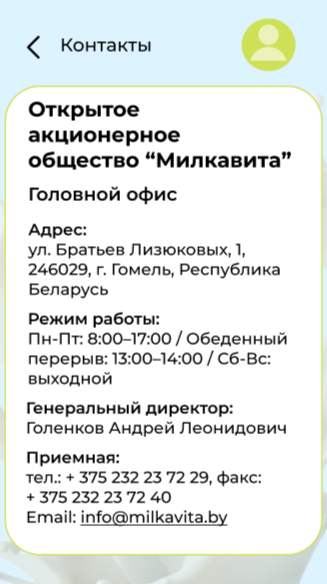 Контакты
Открытое
акционерное
общество “Милкавита”
Головной офис
Адрес:
ул. Братьев Лизюковых, 1,
246029, г. Гомель, Республика
Беларусь
Режим работы:
Пн-Пт: 8:00–17:00 / Обеденный
перерыв: 13:00–14:00 / Сб-Вс:
выходной
Генеральный директор:
Голенков Андрей Леонидович
Приемная:
тел.: + 375 232 23 72 29, факс:
+ 375 232 23 72 40
Email: info@milkavita.by